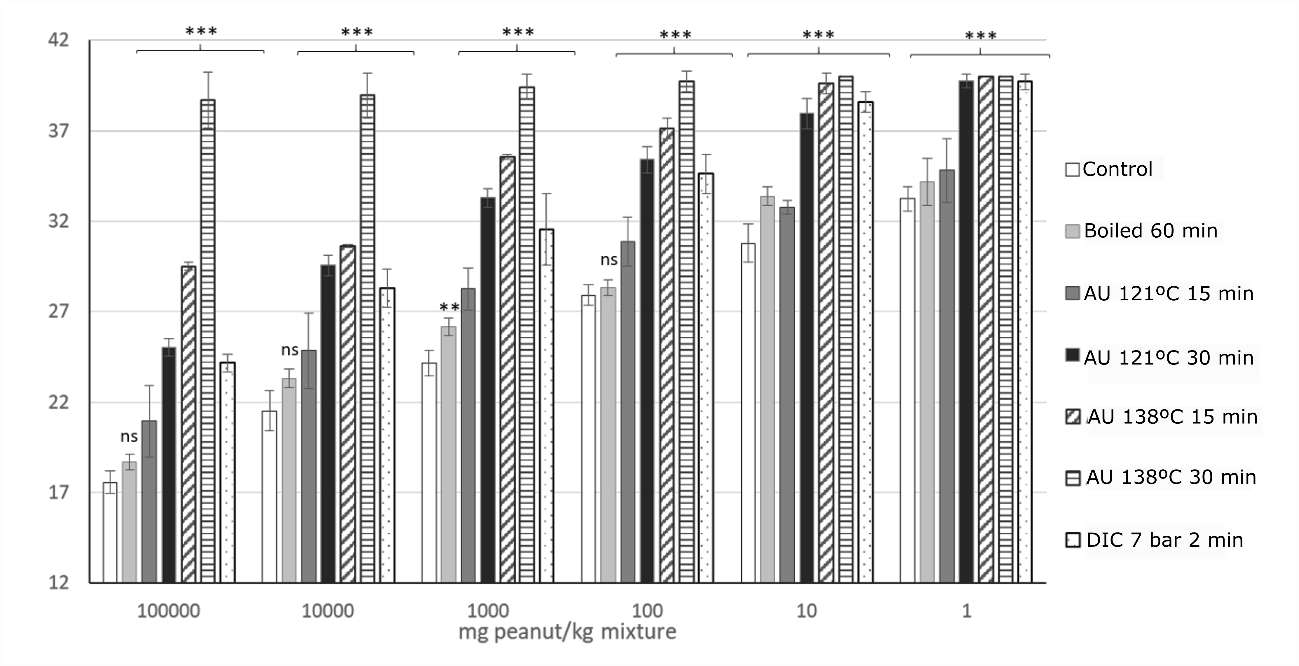 *** *** *** *** *** ***
42
37
32
27
22
17
12
ns
ns
**
ns
100000 10000 1000 100 10 1
mg peanut/kg mixture
Control
Boiled 60 min
AU 121ºC 15 min
AU 121ºC 30 min
AU 138ºC 15 min
AU 138ºC 30 min
DIC 7 bar 2 min